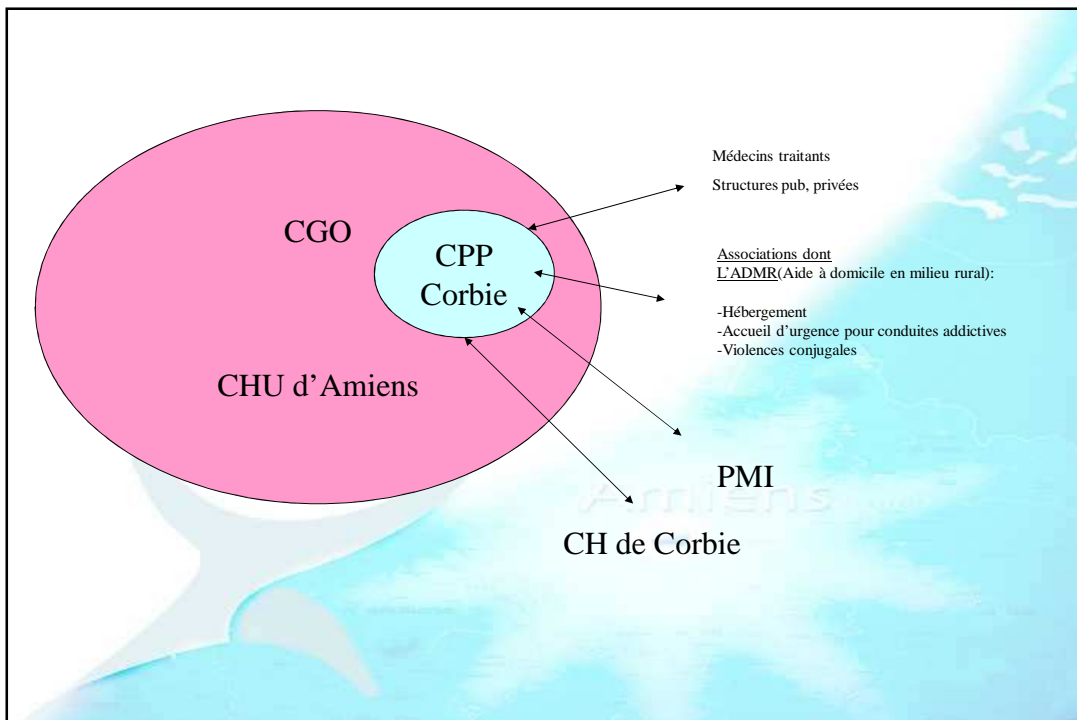 CGO
CPP
Corbie
CHU d'Amiens
Médecins traitants
Structures pub, privées
Associations dont
L'ADMR(Aide à domicile en milieu rural):
-Hébergement
-Accueil d'urgence pour conduites addictives
-Violences conjugales
PMI
Amiens
CH de Corbie